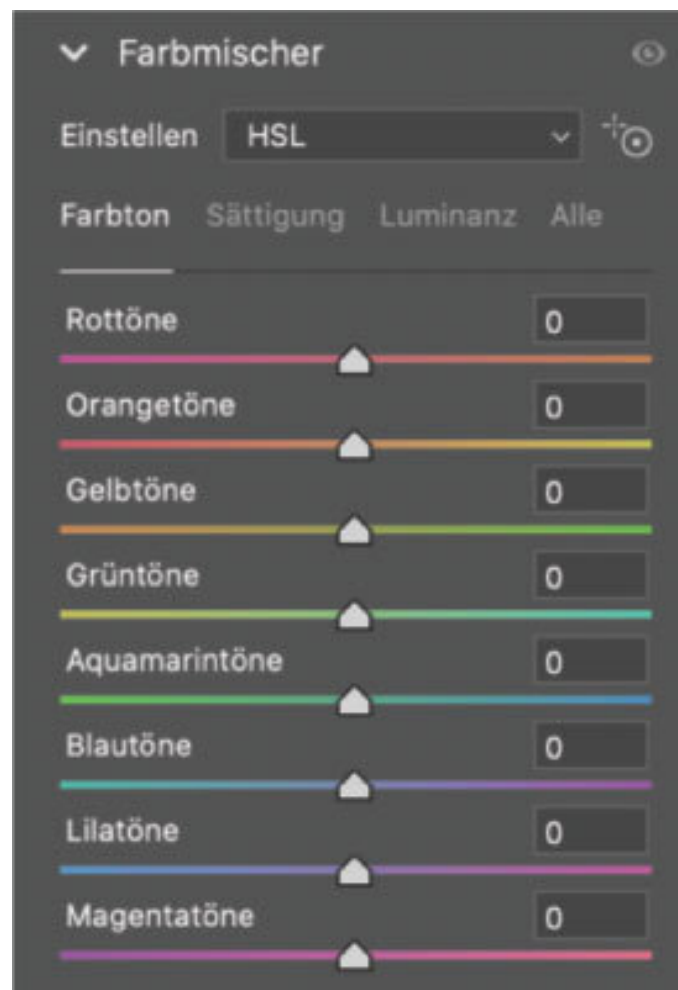 Farbmischer
Einstellen HSL
Farbton Sättigung Luminanz Alle
Rottöne 0
Orangetöne 0
Gelbtöne 0
Grüntöne 0
Aquamarintöne 0
Blautöne 0
Lilatöne 0
Magentatöne 0